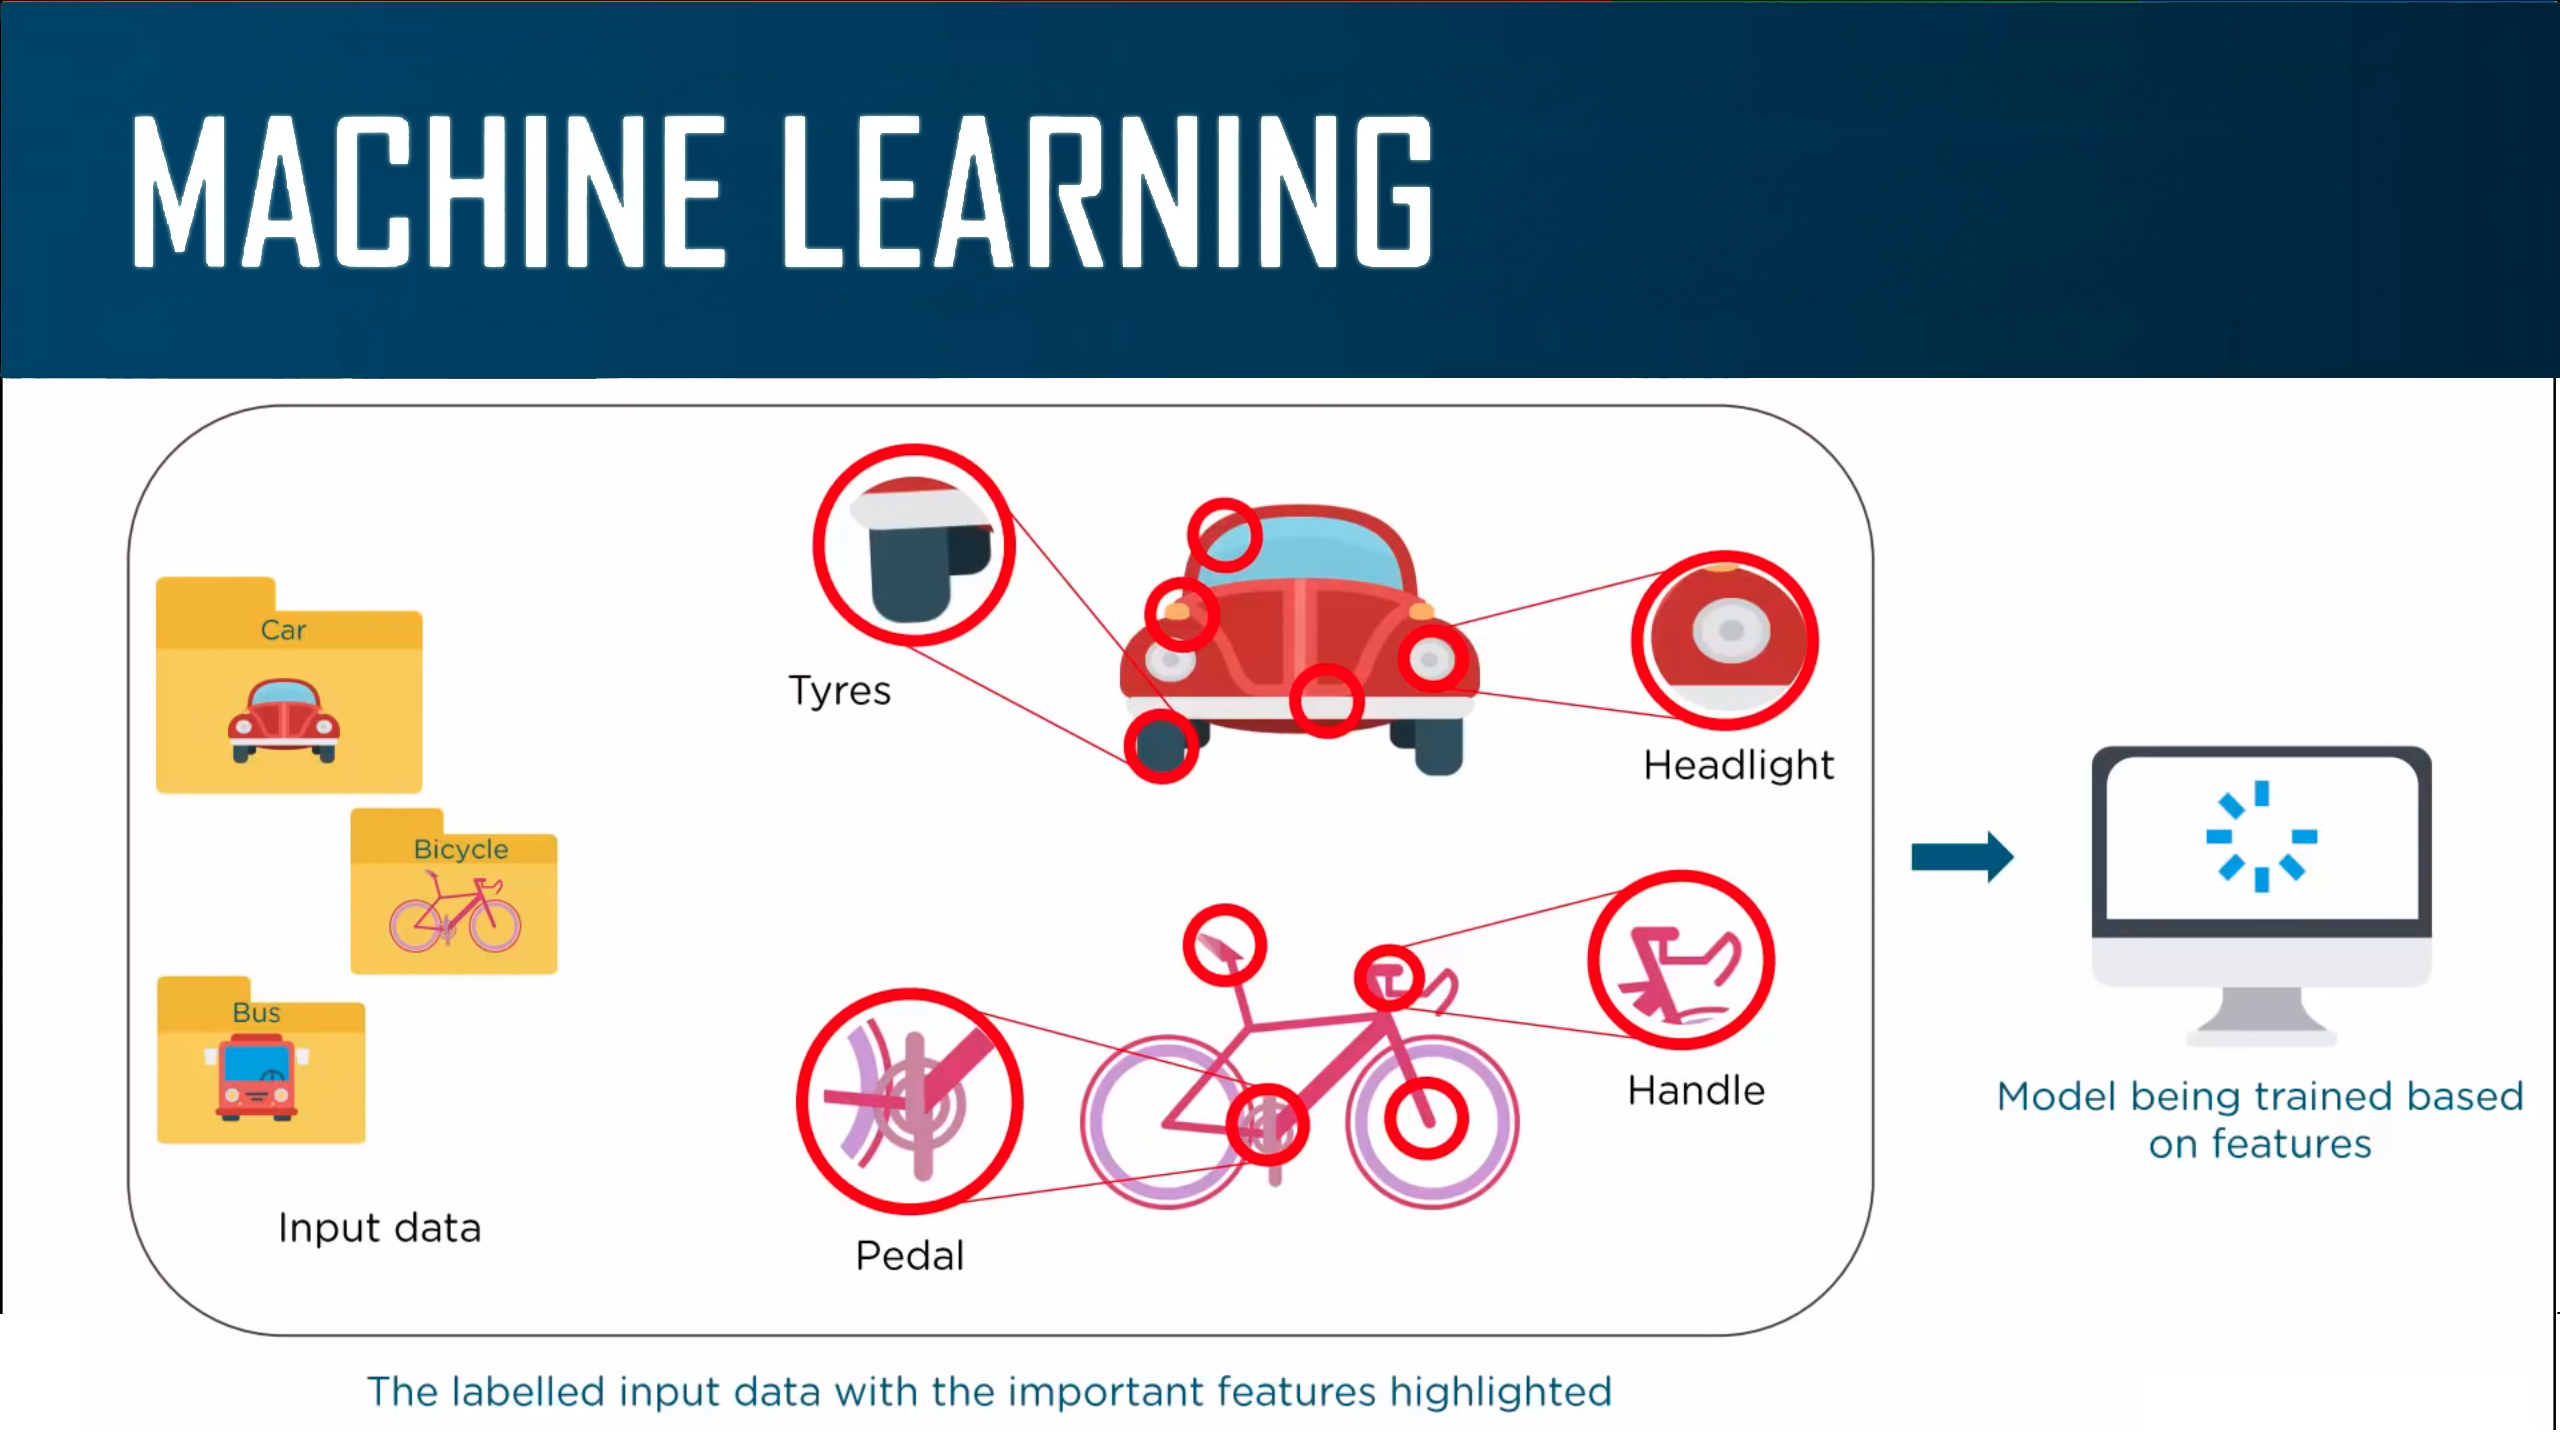 MACHINE LEARNING
Car
Bicycle
Bus
Input data
Tyres
Headlight
Pedal
Handle
Model being trained based
on features
The labelled input data with the important features highlighted